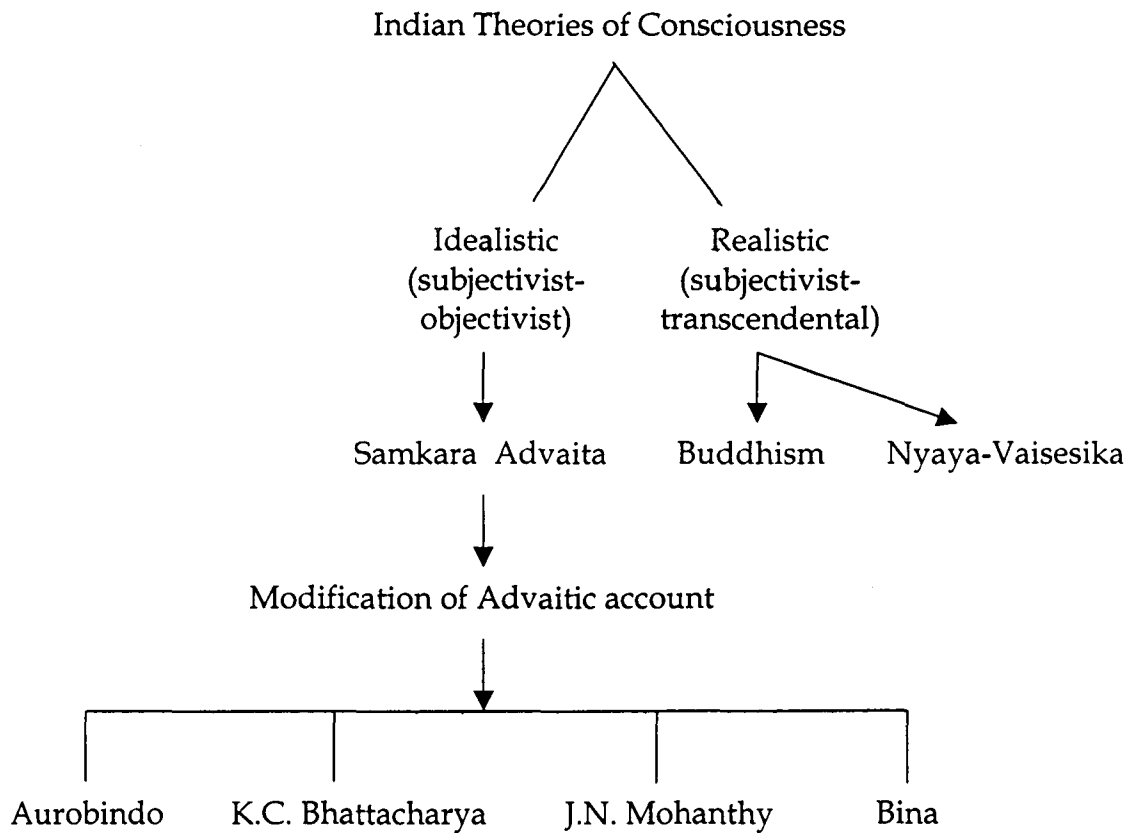 Indian Theories of Consciousness
Idealistic
(subjectivist-
objectivist)
Realistic
(subjectivist-
transcendental)
Samkara Advaita
Buddhism
Nyaya-Vaisesika
Modification of Advaitic account
Aurobindo
K.C. Bhattacharya
J.N. Mohanthy
Bina